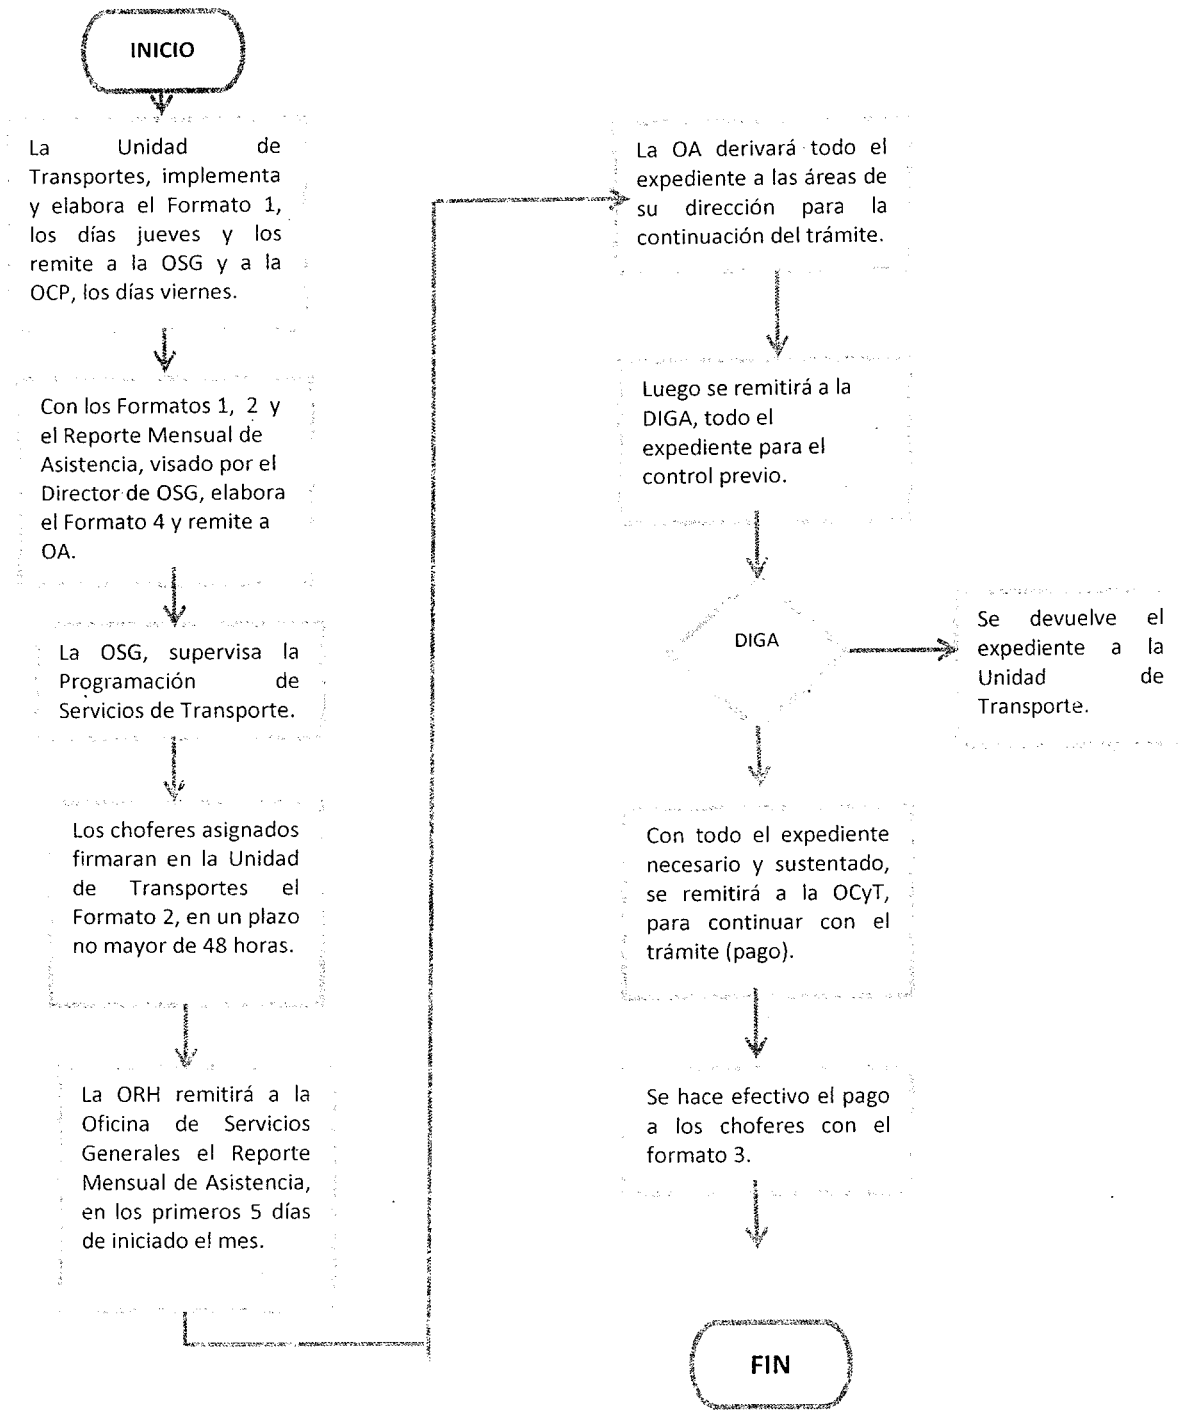 INICIO
La Unidad de
Transportes, implementa
y elabora el Formato 1,
los días jueves y los
remite a la OSG y a la
OCP, los días viernes.
Con los Formatos 1, 2 y
el Reporte Mensual de
Asistencia, visado por el
Director de OSG, elabora
el Formato 4 y remite a
OA.
La OSG, supervisa la
Programación de
Servicios de Transporte.
Los choferes asignados
firmaran en la Unidad
de Transportes el
Formato 2, en un plazo
no mayor de 48 horas.
La ORH remitirá a la
Oficina de Servicios
Generales el Reporte
Mensual de Asistencia,
en los primeros 5 días
de iniciado el mes.
La OA derivará todo el
expediente a las áreas de
su dirección para la
continuación del trámite.
Luego se remitirá a la
DIGA, todo el
expediente para el
control previo.
DIGA
Se devuelve el
expediente a la
Unidad de
Transporte.
Con todo el expediente
necesario y sustentado,
se remitirá a la OCyT,
para continuar con el
trámite (pago).
Se hace efectivo el pago
a los choferes con el
formato 3.
FIN